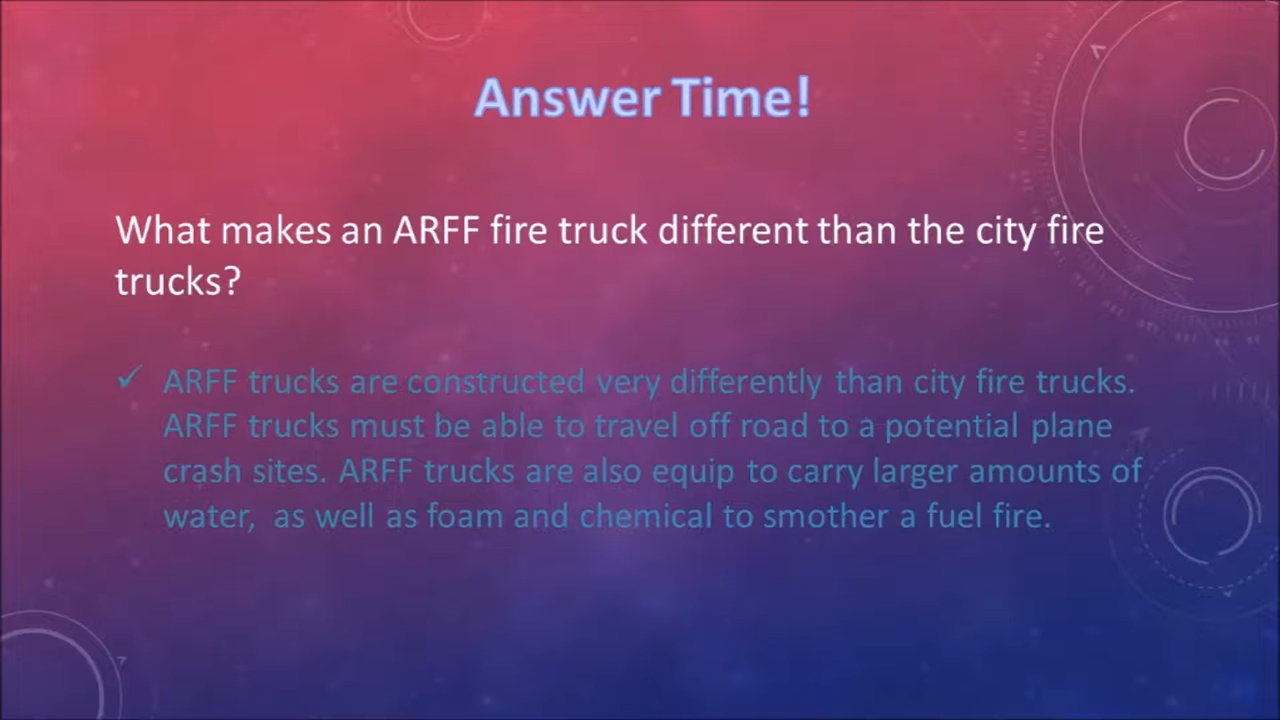 Answer Time!
What makes an ARFF fire truck different than the city fire
trucks?
✓ ARFF trucks are constructed very differently than city fire trucks.
ARFF trucks must be able to travel off road to a potential plane
crash sites. ARFF trucks are also equip to carry larger amounts of
water, as well as foam and chemical to smother a fuel fire.